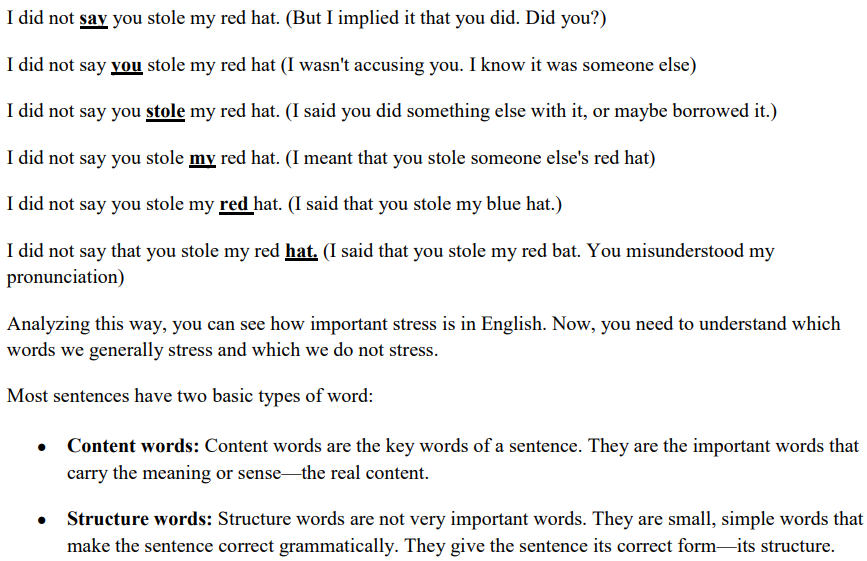 I did not say you stole my red hat. (But I implied it that you did. Did you?)
I did not say you stole my red hat (I wasn't accusing you. I know it was someone else)
I did not say you stole my red hat. (I said you did something else with it, or maybe borrowed it.)
I did not say you stole my red hat. (I meant that you stole someone else's red hat)
I did not say you stole my red hat. (I said that you stole my blue hat.)
I did not say that you stole my red hat. (I said that you stole my red bat. You misunderstood my
pronunciation)
Analyzing this way, you can see how important stress is in English. Now, you need to understand which
words we generally stress and which we do not stress.
Most sentences have two basic types of word:
• Content words: Content words are the key words of a sentence. They are the important words that
carry the meaning or sense—the real content.
• Structure words: Structure words are not very important words. They are small, simple words that
make the sentence correct grammatically. They give the sentence its correct form—its structure.